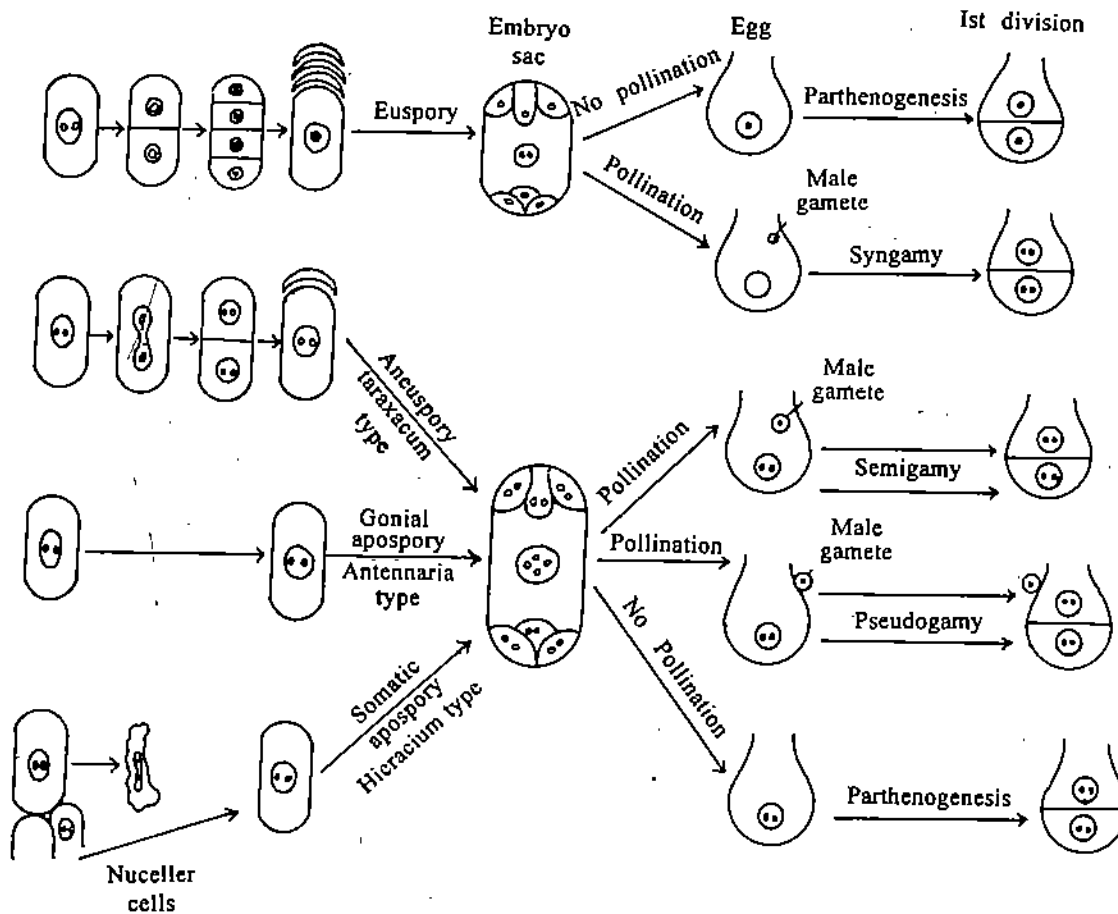 Embryo
sac
Egg
Ist division
Euspory
No pollination
Parthenogenesis
Pollination
Male
gamete
Syngamy
Aneuspory
taraxacum
type
Pollination
Male
gamete
Semigamy
Gonial
apospory
Antennaria
type
Pollination
Male
gamete
Pseudogamy
Somatic
apospory
Hieracium type
No Pollination
Parthenogenesis
Nuceller
cells